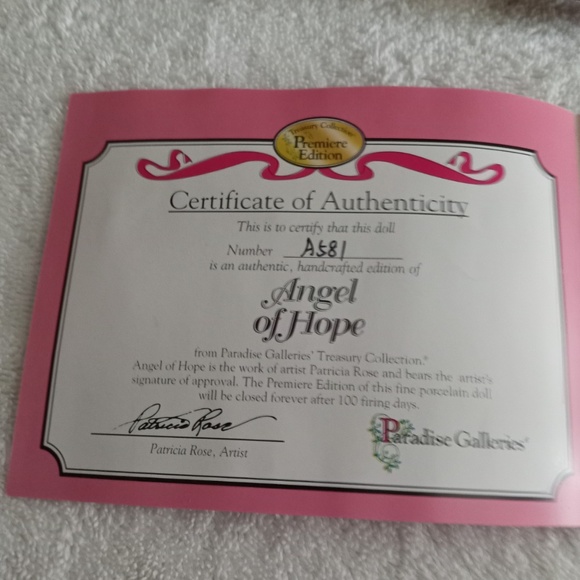 Treasury Collection®
Premiere
Edition
Certificate of Authenticity
This is to certify that this doll
Number A581
is an authentic, handcrafted edition of
Angel
of Hope
from Paradise Galleries' Treasury Collection.®
Angel of Hope is the work of artist Patricia Rose and bears the artist's
signature of approval. The Premiere Edition of this fine porcelain doll
will be closed forever after 100 firing days.
Patricia Rose
Patricia Rose, Artist
Paradise Galleries®